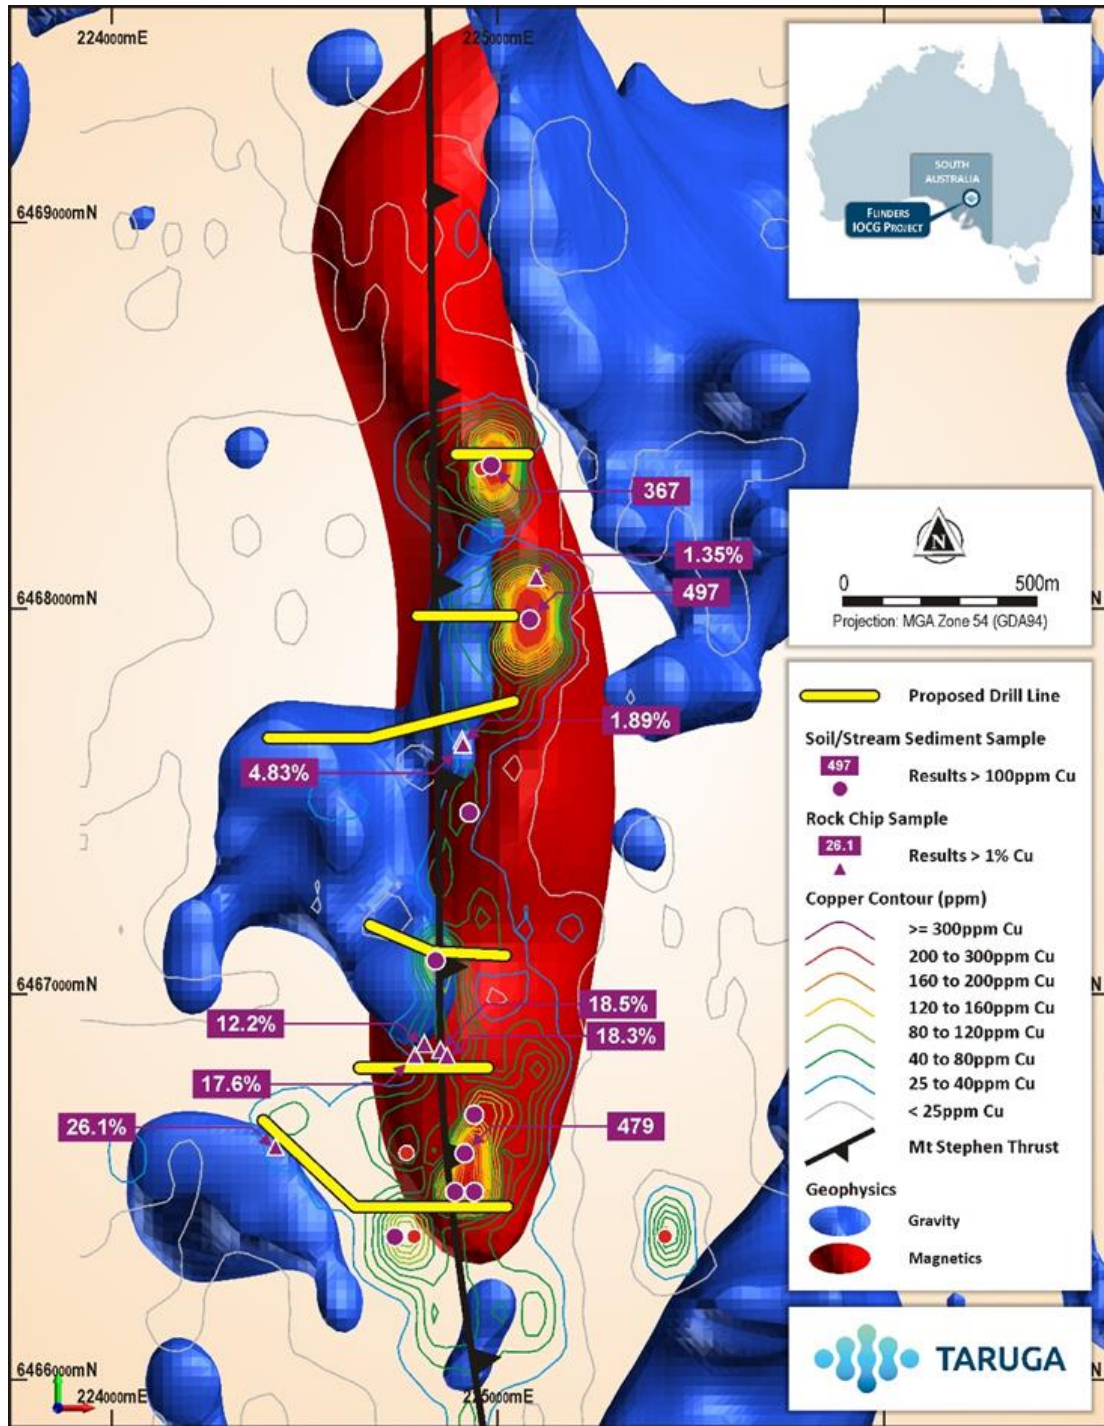 224000mE
225000mE
SOUTH
AUSTRALIA
FLINDERS
IOCG PROJECT
6469000mN
N
367
1.35%
497
N
0
500m
Projection: MGA Zone 54 (GDA94)
6468000mN
N
1.89%
4.83%
Proposed Drill Line
Soil/Stream Sediment Sample
497
Results > 100ppm Cu
Rock Chip Sample
26.1
Results > 1% Cu
Copper Contour (ppm)
>= 300ppm Cu
200 to 300ppm Cu
160 to 200ppm Cu
120 to 160ppm Cu
80 to 120ppm Cu
40 to 80ppm Cu
25 to 40ppm Cu
< 25ppm Cu
Mt Stephen Thrust
Geophysics
Gravity
Magnetics
6467000mN
N
18.5%
12.2%
18.3%
17.6%
26.1%
479
TARUGA
6466000mN
224000mE
225000mE